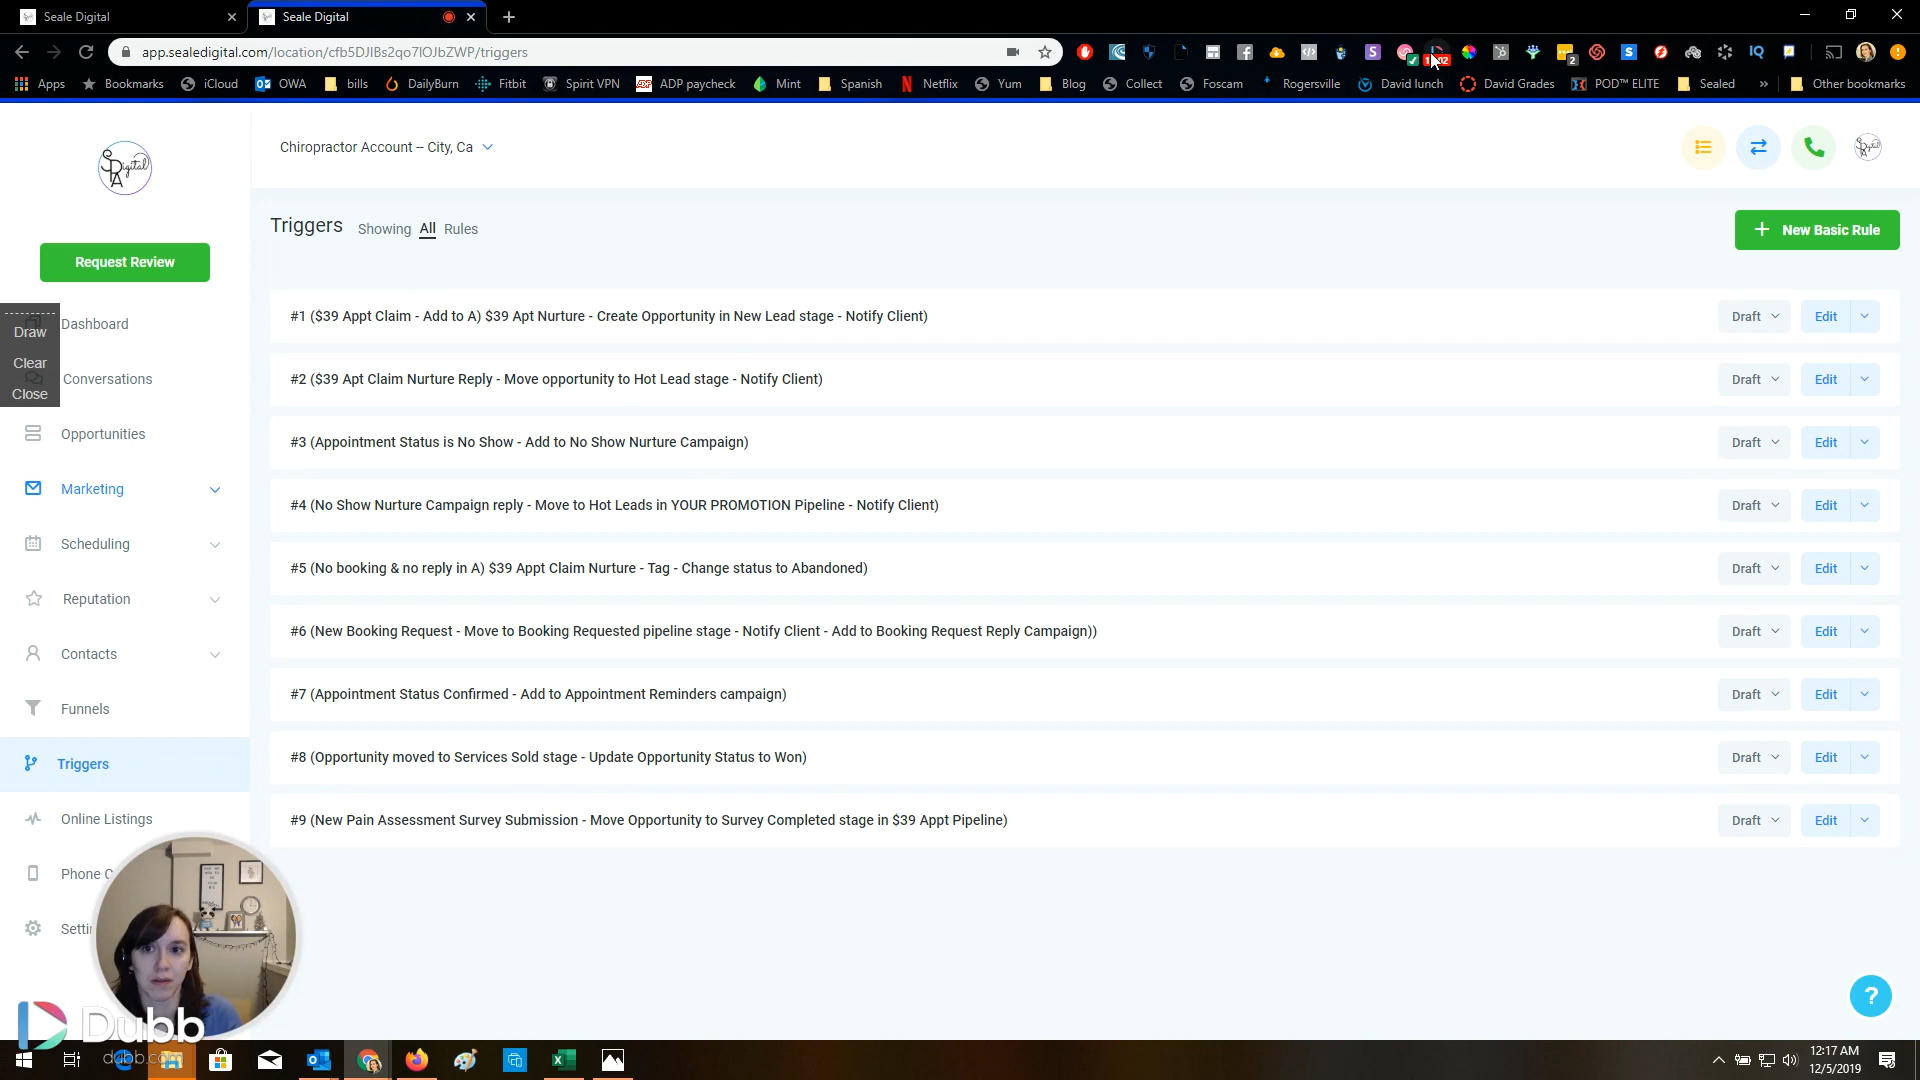 Seale Digital
Seale Digital
app.sealedigital.com/location/cfb5DJlBs2qo7lOJbZWP/triggers
Apps
Bookmarks
iCloud
OWA
bills
DailyBurn
Fitbit
Spirit VPN
ADP paycheck
Mint
Spanish
Netflix
Yum
Blog
Collect
Foscam
Rogersville
David lunch
David Grades
POD™ ELITE
Sealed
Other bookmarks
Chiropractor Account -- City, Ca
Triggers
Showing All Rules
New Basic Rule
Request Review
Draw
Clear
Close
Dashboard
Conversations
Opportunities
Marketing
Scheduling
Reputation
Contacts
Funnels
Triggers
Online Listings
Phone C
Setti
#1 ($39 Appt Claim - Add to A) $39 Apt Nurture - Create Opportunity in New Lead stage - Notify Client)
Draft
Edit
#2 ($39 Apt Claim Nurture Reply - Move opportunity to Hot Lead stage - Notify Client)
Draft
Edit
#3 (Appointment Status is No Show - Add to No Show Nurture Campaign)
Draft
Edit
#4 (No Show Nurture Campaign reply - Move to Hot Leads in YOUR PROMOTION Pipeline - Notify Client)
Draft
Edit
#5 (No booking & no reply in A) $39 Appt Claim Nurture - Tag - Change status to Abandoned)
Draft
Edit
#6 (New Booking Request - Move to Booking Requested pipeline stage - Notify Client - Add to Booking Request Reply Campaign))
Draft
Edit
#7 (Appointment Status Confirmed - Add to Appointment Reminders campaign)
Draft
Edit
#8 (Opportunity moved to Services Sold stage - Update Opportunity Status to Won)
Draft
Edit
#9 (New Pain Assessment Survey Submission - Move Opportunity to Survey Completed stage in $39 Appt Pipeline)
Draft
Edit
?
Dubb
dubb.com
12:17 AM
12/5/2019